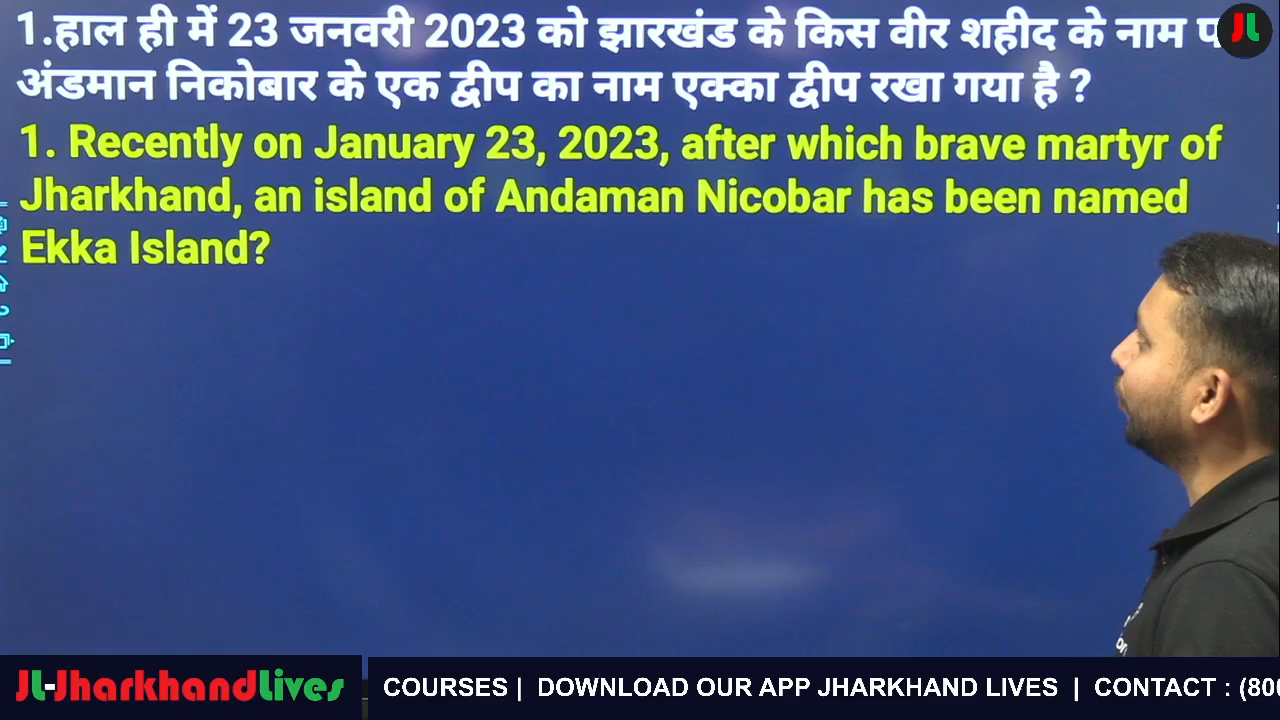 1.हाल ही में 23 जनवरी 2023 को झारखंड के किस वीर शहीद के नाम प
अंडमान निकोबार के एक द्वीप का नाम एक्का द्वीप रखा गया है ?
1. Recently on January 23, 2023, after which brave martyr of
Jharkhand, an island of Andaman Nicobar has been named
Ekka Island?
JL
JL-JharkhandLives
COURSES | DOWNLOAD OUR APP JHARKHAND LIVES | CONTACT : (80